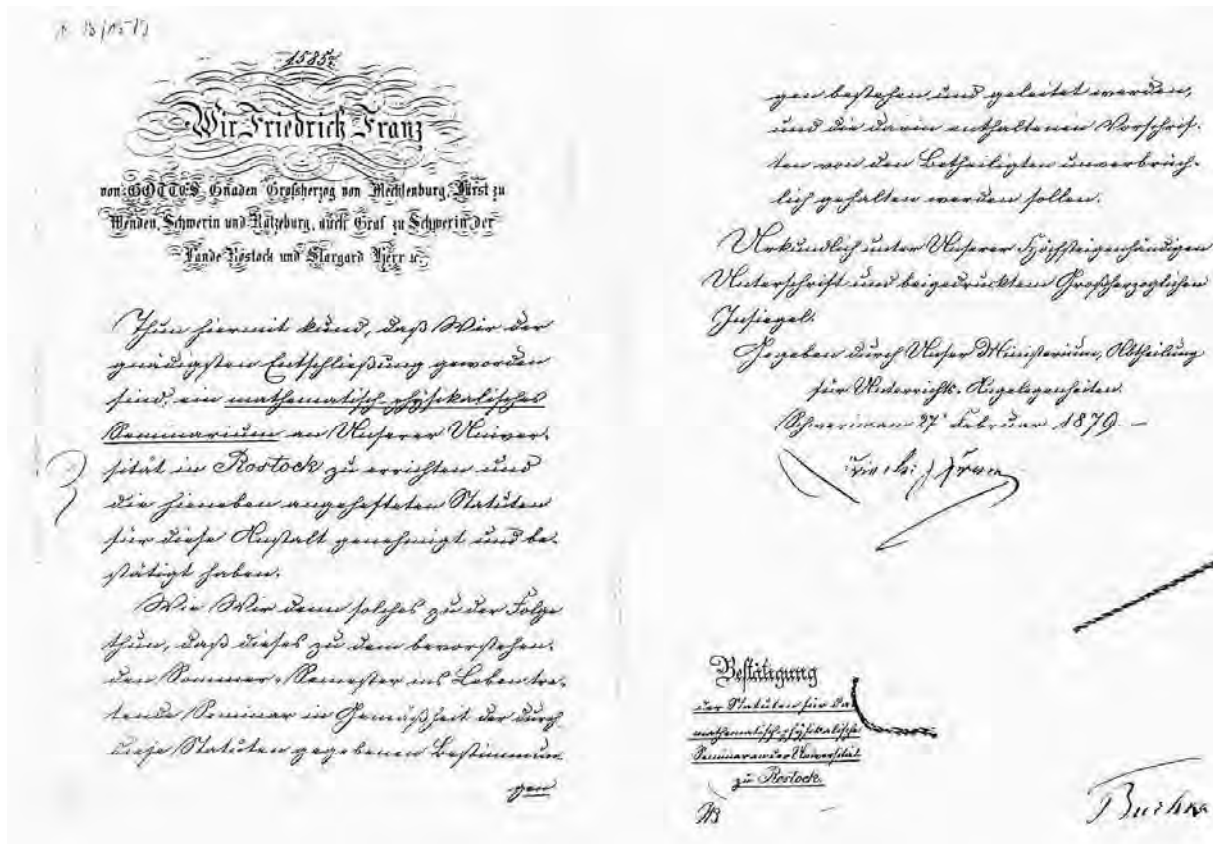 1585
Wir Friedrich Franz
von GOTTES Gnaden Großherzog von Mecklenburg, Fürst zu
Wenden, Schwerin und Ratzeburg, auch Graf zu Schwerin der
Lande Rostock und Stargard Herr
Thun hiermit kund, daß Wir der
gnädigsten Entschließung geworden
sind, ein mathematisch-physikalisches
Seminarium an Unserer Univer-
sität in Rostock zu errichten und
die hieneben angehefteten Statuten
für diese Anstalt genehmigt und be-
stätigt haben.
Wie Wir denn solches zu der Folge
thun, daß dieses zu dem bevorstehen-
den Sommer-Semester ins Leben tre-
tende Seminar in Gemäßheit der durch
diese Statuten gegebenen Bestimmun-
gen
gen bestehen und geleitet werden,
und die darin enthaltenen Vorschrif-
ten von den Betheiligten unverbrüch-
lich gehalten werden sollen.
Urkundlich unter Unserer Höchsteigenhändigen
Unterschrift und beigedrucktem Großherzoglichen
Insiegel.
Gegeben durch Unser Ministerium, Abtheilung
für Unterrichts-Angelegenheiten.
Schwerin am 27 Februar 1879.
Bestätigung
der Statuten für das
mathematisch-physikalische
Seminar an der Universität
zu Rostock.
Buchka